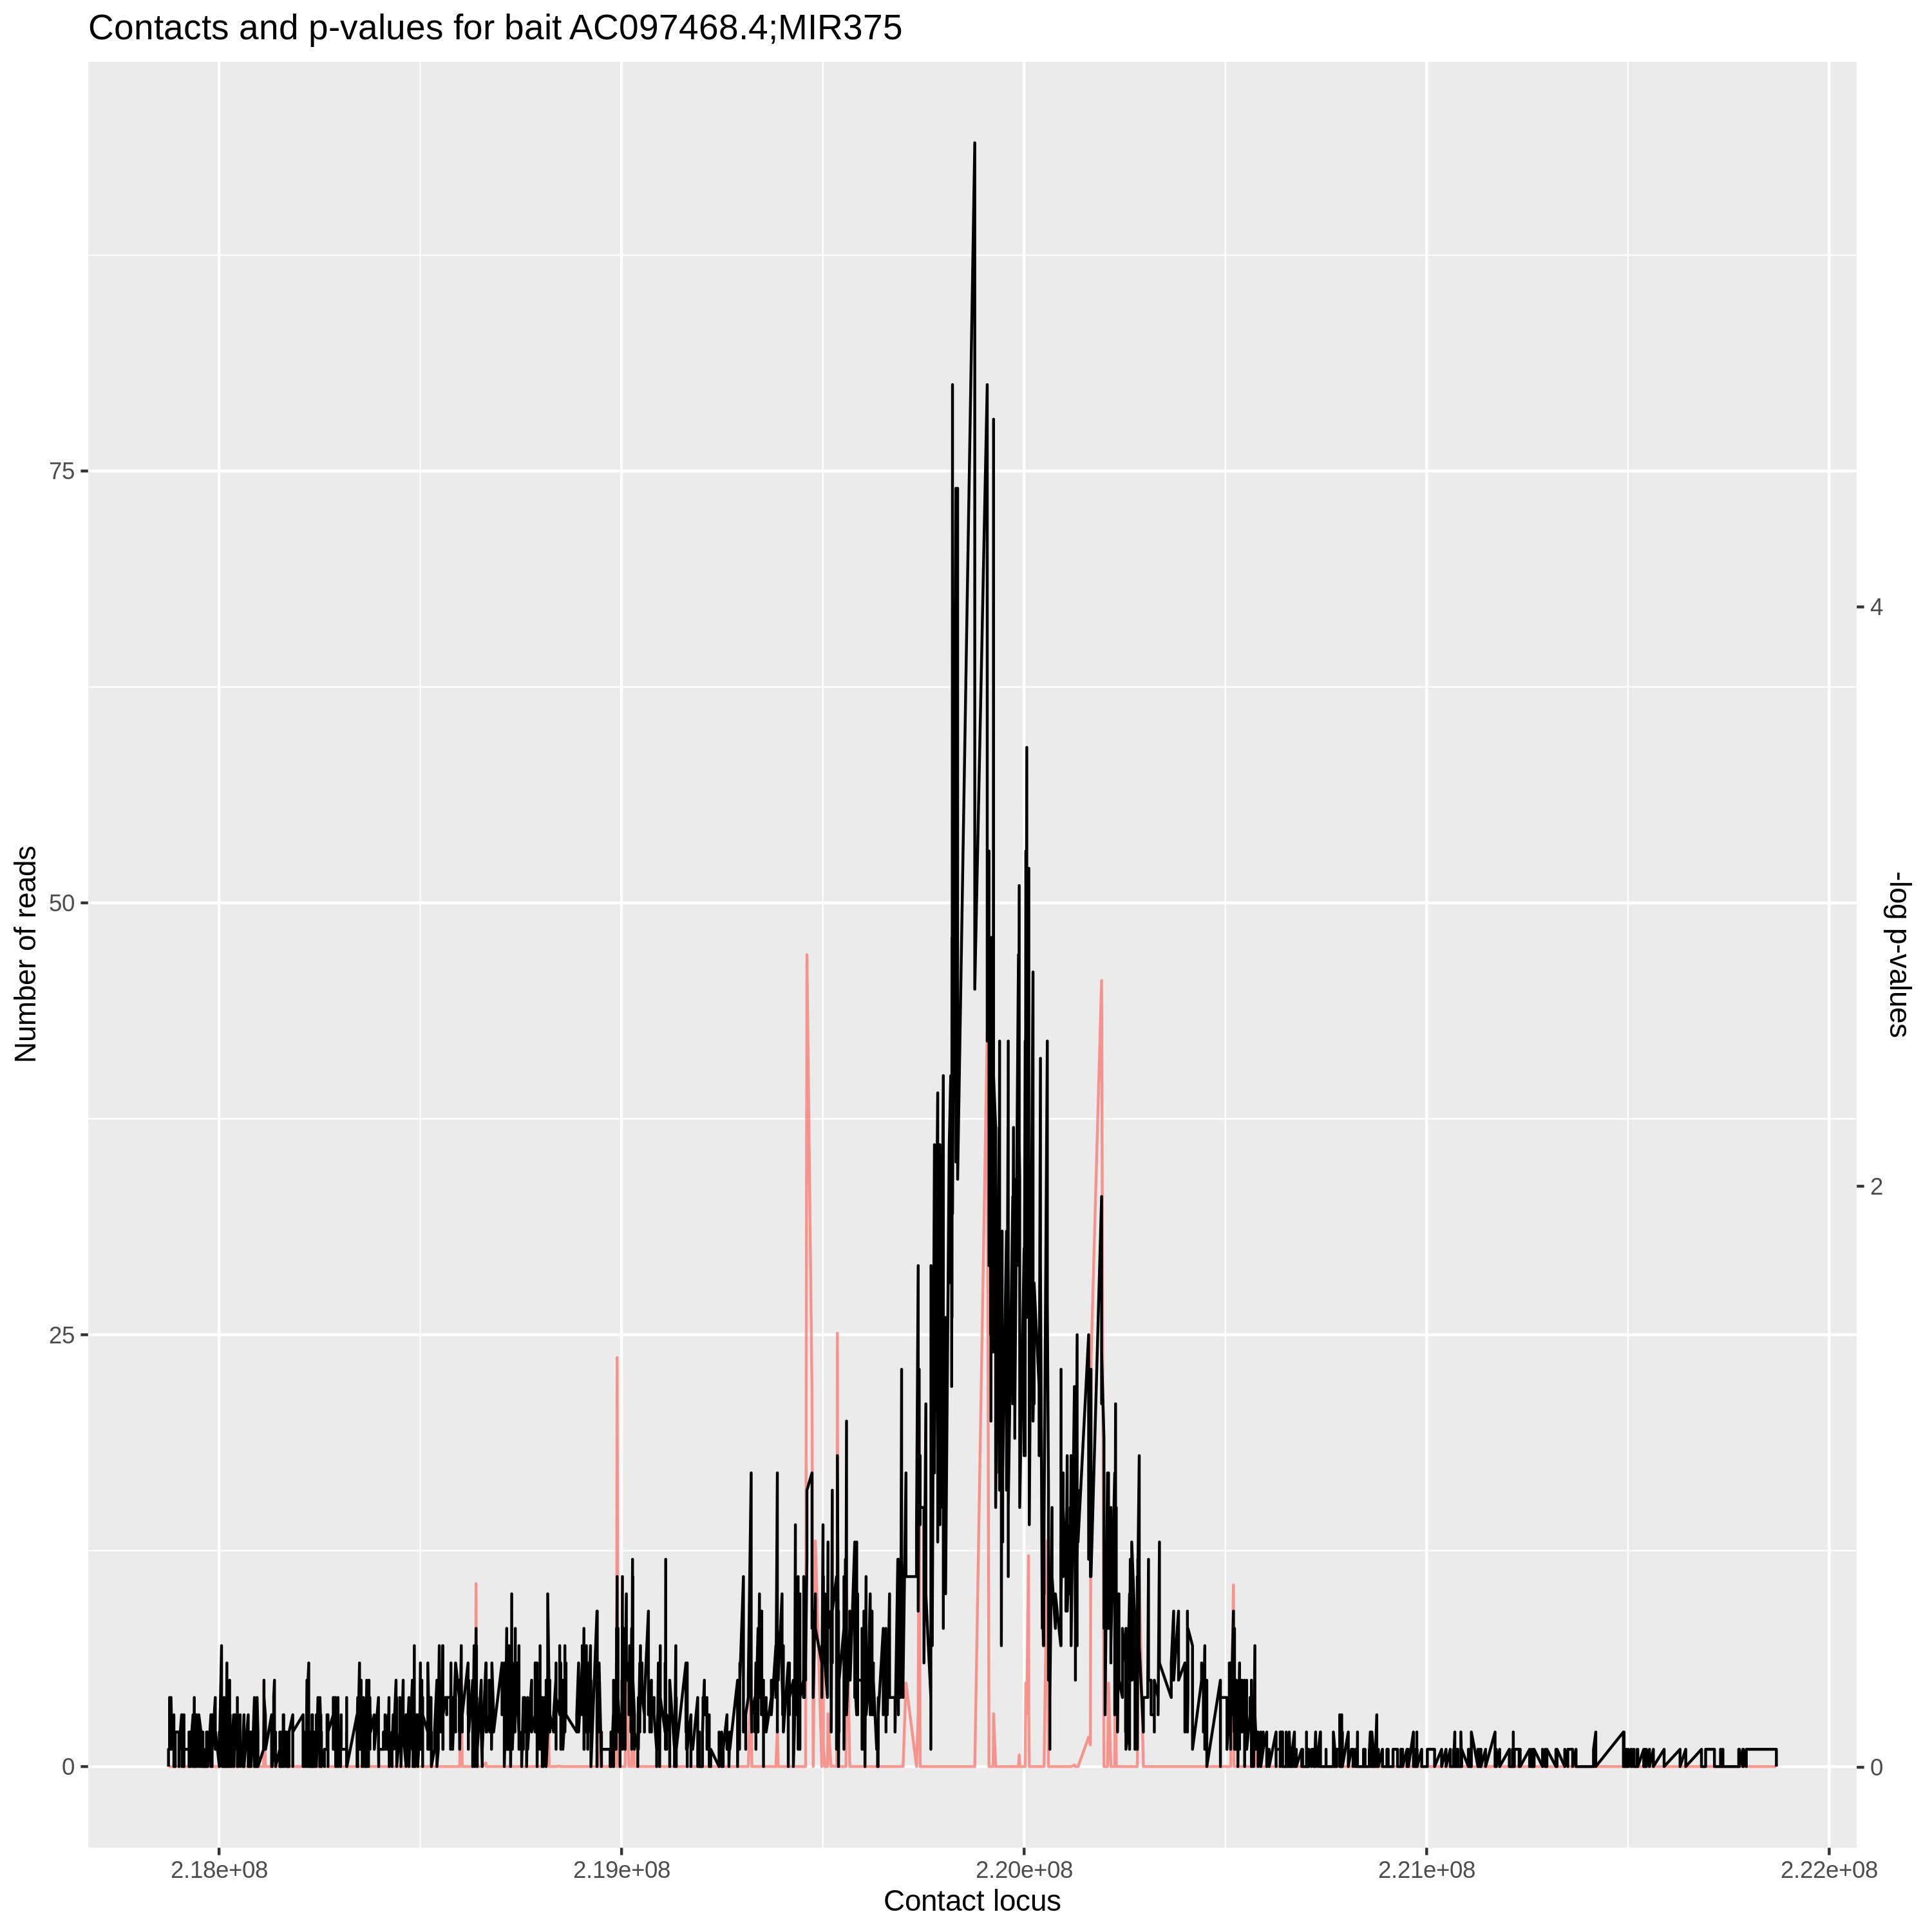 Contacts and p-values for bait AC097468.4;MIR375
Number of reads
75
50
25
0
4
2
0
-log p-values
2.18e+08
2.19e+08
2.20e+08
2.21e+08
2.22e+08
Contact locus